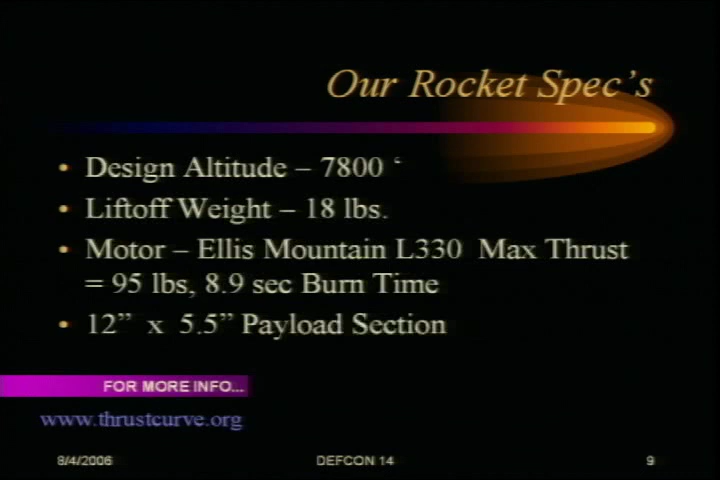 Our Rocket Spec's
• Design Altitude – 7800 ‘
• Liftoff Weight – 18 lbs.
• Motor – Ellis Mountain L330 Max Thrust
= 95 lbs, 8.9 sec Burn Time
• 12” x 5.5” Payload Section
FOR MORE INFO...
www.thrustcurve.org
8/4/2006 DEFCON 14 9